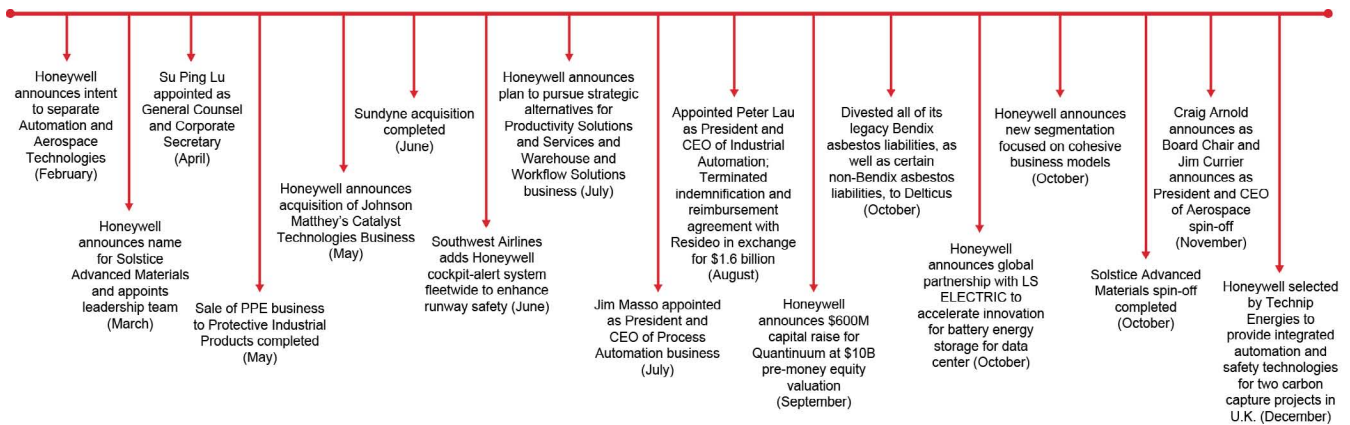 Honeywell
announces intent
to separate
Automation and
Aerospace
Technologies
(February)
Honeywell
announces name
for Solstice
Advanced Materials
and appoints
leadership team
(March)
Su Ping Lu
appointed as
General Counsel
and Corporate
Secretary
(April)
Sale of PPE business
to Protective Industrial
Products completed
(May)
Honeywell announces
acquisition of Johnson
Matthey's Catalyst
Technologies Business
(May)
Sundyne acquisition
completed
(June)
Southwest Airlines
adds Honeywell
cockpit-alert system
fleetwide to enhance
runway safety (June)
Honeywell announces
plan to pursue strategic
alternatives for
Productivity Solutions
and Services and
Warehouse and
Workflow Solutions
business (July)
Jim Masso appointed
as President and
CEO of Process
Automation business
(July)
Appointed Peter Lau
as President and
CEO of Industrial
Automation;
Terminated
indemnification and
reimbursement
agreement with
Resideo in exchange
for $1.6 billion
(August)
Honeywell
announces $600M
capital raise for
Quantinuum at $10B
pre-money equity
valuation
(September)
Divested all of its
legacy Bendix
asbestos liabilities, as
well as certain
non-Bendix asbestos
liabilities, to Delticus
(October)
Honeywell
announces global
partnership with LS
ELECTRIC to
accelerate innovation
for battery energy
storage for data
center (October)
Honeywell announces
new segmentation
focused on cohesive
business models
(October)
Solstice Advanced
Materials spin-off
completed
(October)
Craig Arnold
announces as
Board Chair and
Jim Currier
announces as
President and CEO
of Aerospace
spin-off
(November)
Honeywell selected
by Technip
Energies to
provide integrated
automation and
safety technologies
for two carbon
capture projects in
U.K. (December)